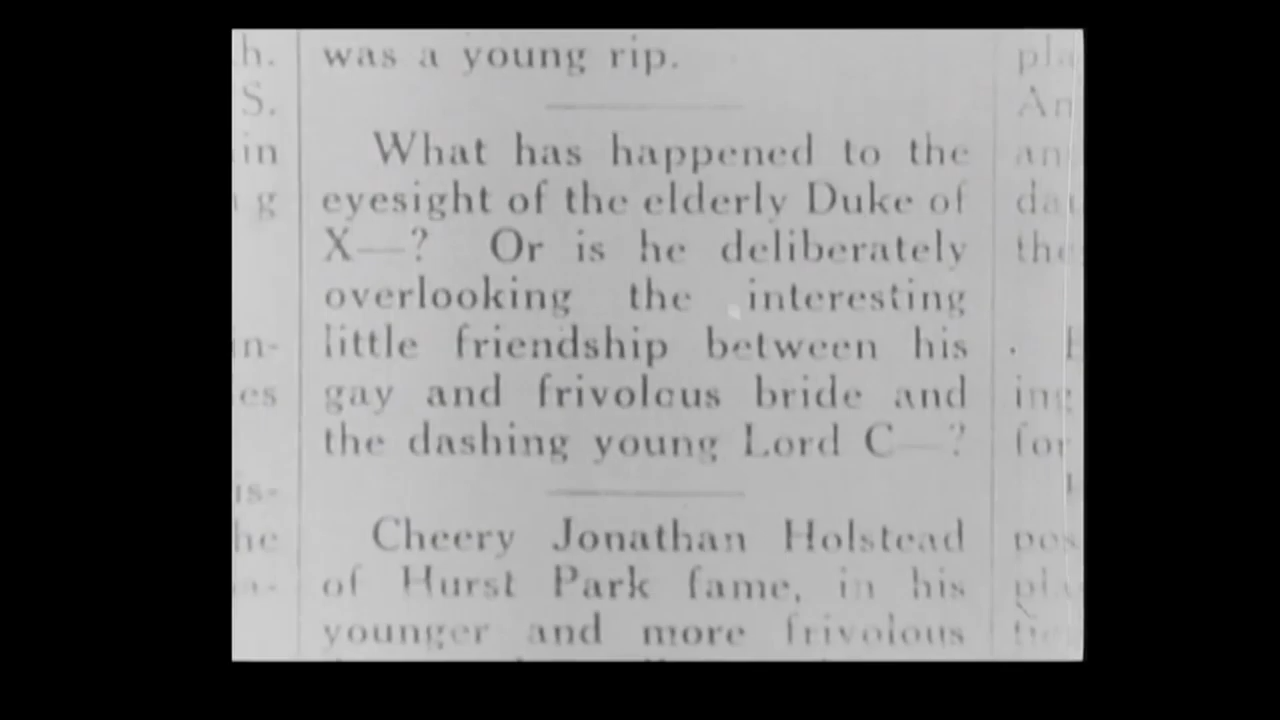 was a young rip.
What has happened to the
eyesight of the elderly Duke of
X—? Or is he deliberately
overlooking the interesting
little friendship between his
gay and frivolous bride and
the dashing young Lord C—?
Cheery Jonathan Holstead
of Hurst Park fame, in his
younger and more frivolous